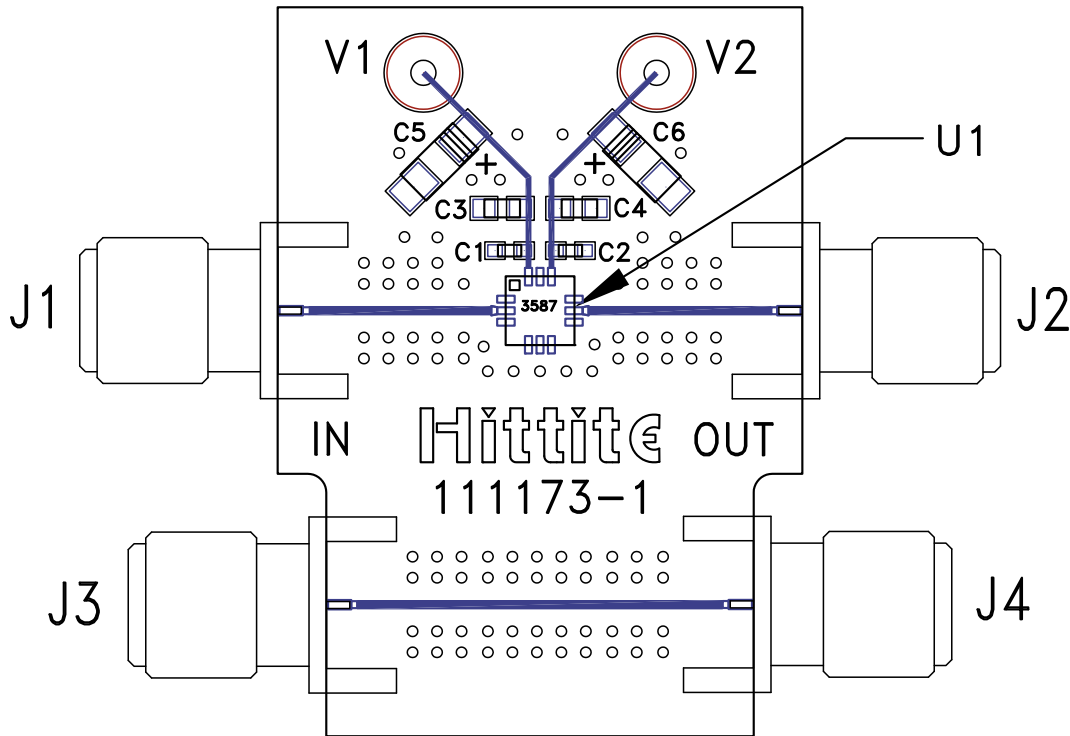 V1
V2
C5
C6
U1
+
+
C3
C4
C1
C2
J1
3587
J2
IN
Hittite
OUT
111173-1
J3
J4